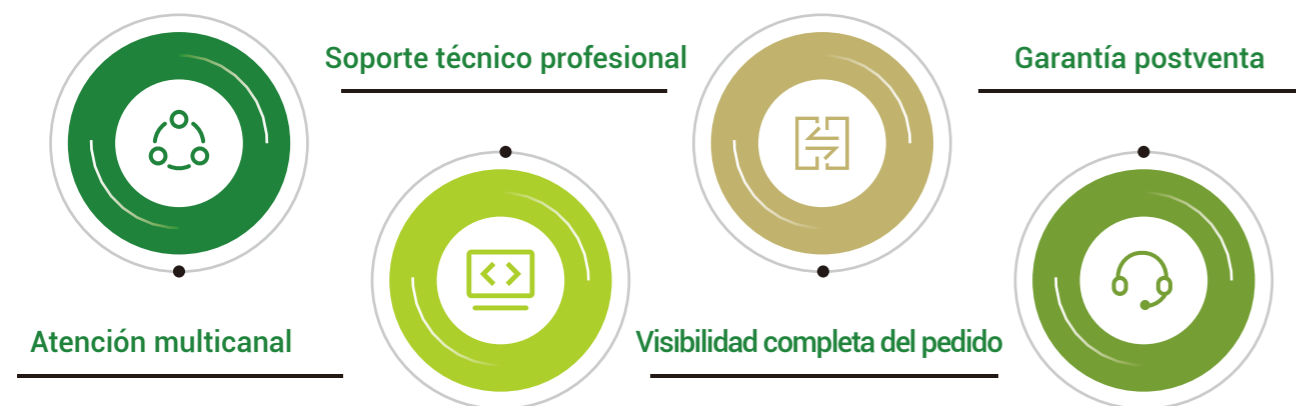 Soporte técnico profesional
Garantía postventa
Atención multicanal
Visibilidad completa del pedido